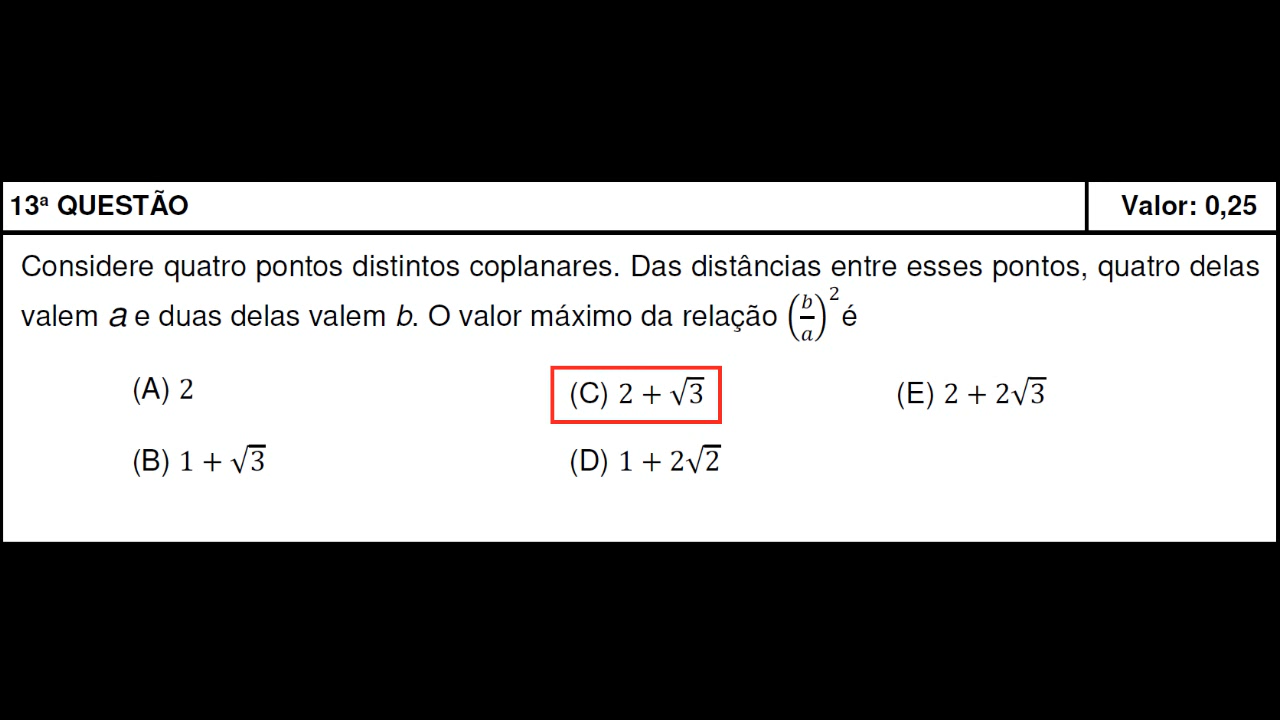 13ª QUESTÃO Valor: 0,25
Considere quatro pontos distintos coplanares. Das distâncias entre esses pontos, quatro delas
valem a e duas delas valem b. O valor máximo da relação (b/a)² é
(A) 2 (C) 2 + √3 (E) 2 + 2√3
(B) 1 + √3 (D) 1 + 2√2